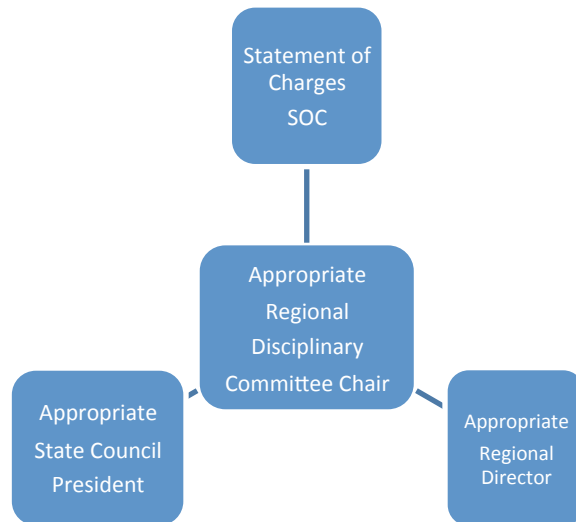 Statement of
Charges
SOC
Appropriate
Regional
Disciplinary
Committee Chair
Appropriate
State Council
President
Appropriate
Regional
Director